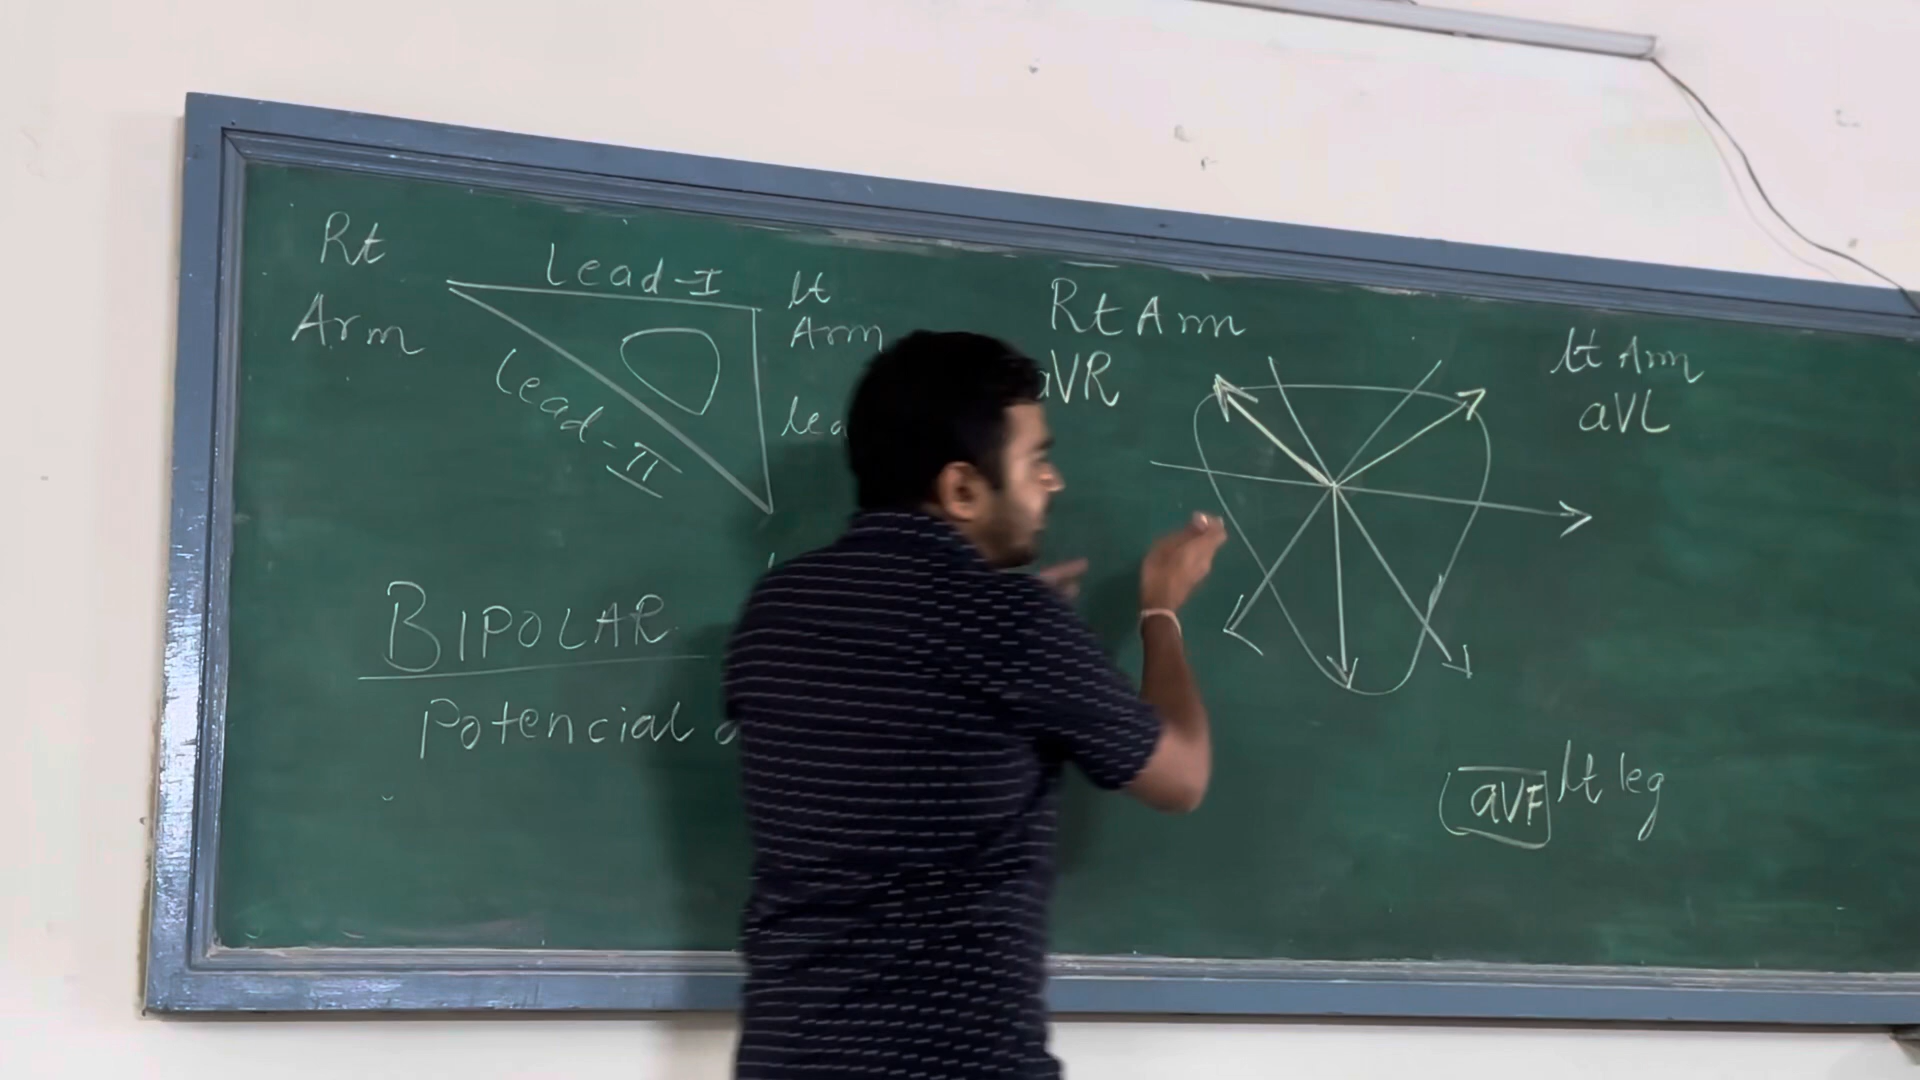 Rt
Arm
Lead-I
lt
Arm
Lead-II
BIPOLAR
Potencial
Rt Arm
aVR
lt Arm
aVL
aVF lt leg